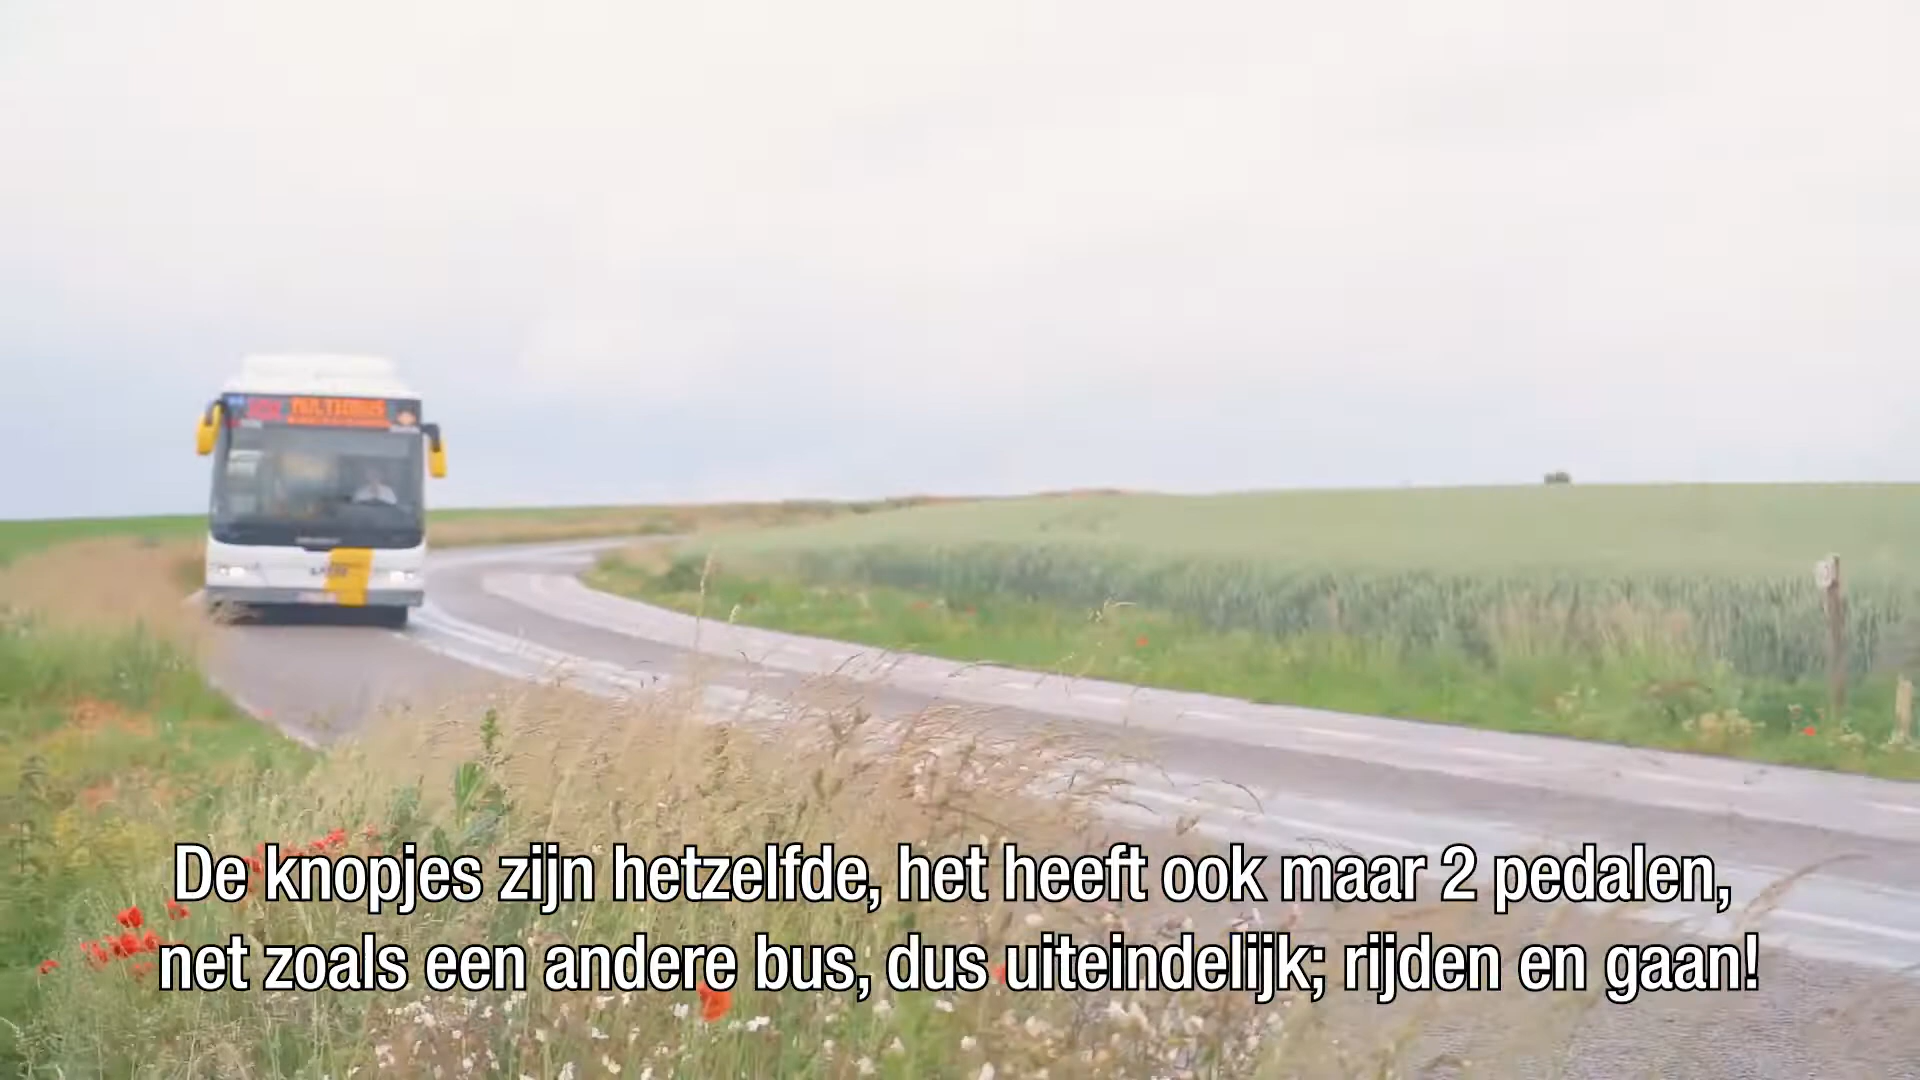 De knopjes zijn hetzelfde, het heeft ook maar 2 pedalen,
net zoals een andere bus, dus uiteindelijk; rijden en gaan!